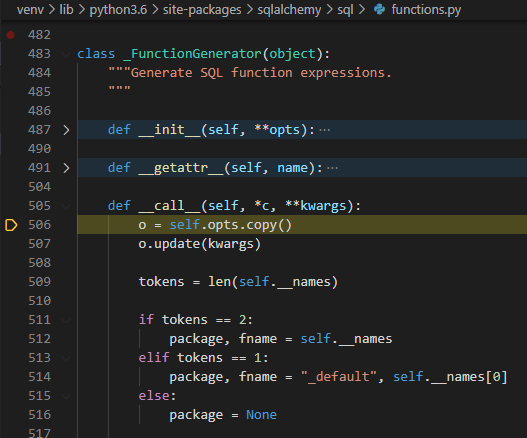 venv > lib > python3.6 > site-packages > sqlalchemy > sql > functions.py
482
483 class _FunctionGenerator(object):
484     """Generate SQL function expressions.
485     """
486
487 > def __init__(self, **opts): ···
490
491 > def __getattr__(self, name): ···
504
505     def __call__(self, *c, **kwargs):
506         o = self.opts.copy()
507         o.update(kwargs)
508
509         tokens = len(self.__names)
510
511         if tokens == 2:
512             package, fname = self.__names
513         elif tokens == 1:
514             package, fname = "_default", self.__names[0]
515         else:
516             package = None
517